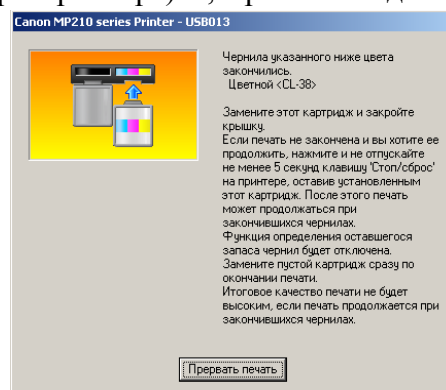 Canon MP210 series Printer - USB013
Чернила указанного ниже цвета
закончились.
Цветной <CL-38>
Замените этот картридж и закройте
крышку.
Если печать не закончена и вы хотите ее
продолжить, нажмите и не отпускайте
не менее 5 секунд клавишу 'Стоп/сброс'
на принтере, оставив установленным
этот картридж. После этого печать
может продолжаться при
закончившихся чернилах.
Функция определения оставшегося
запаса чернил будет отключена.
Замените пустой картридж сразу по
окончании печати.
Итоговое качество печати не будет
высоким, если печать продолжается при
закончившихся чернилах.
Прервать печать